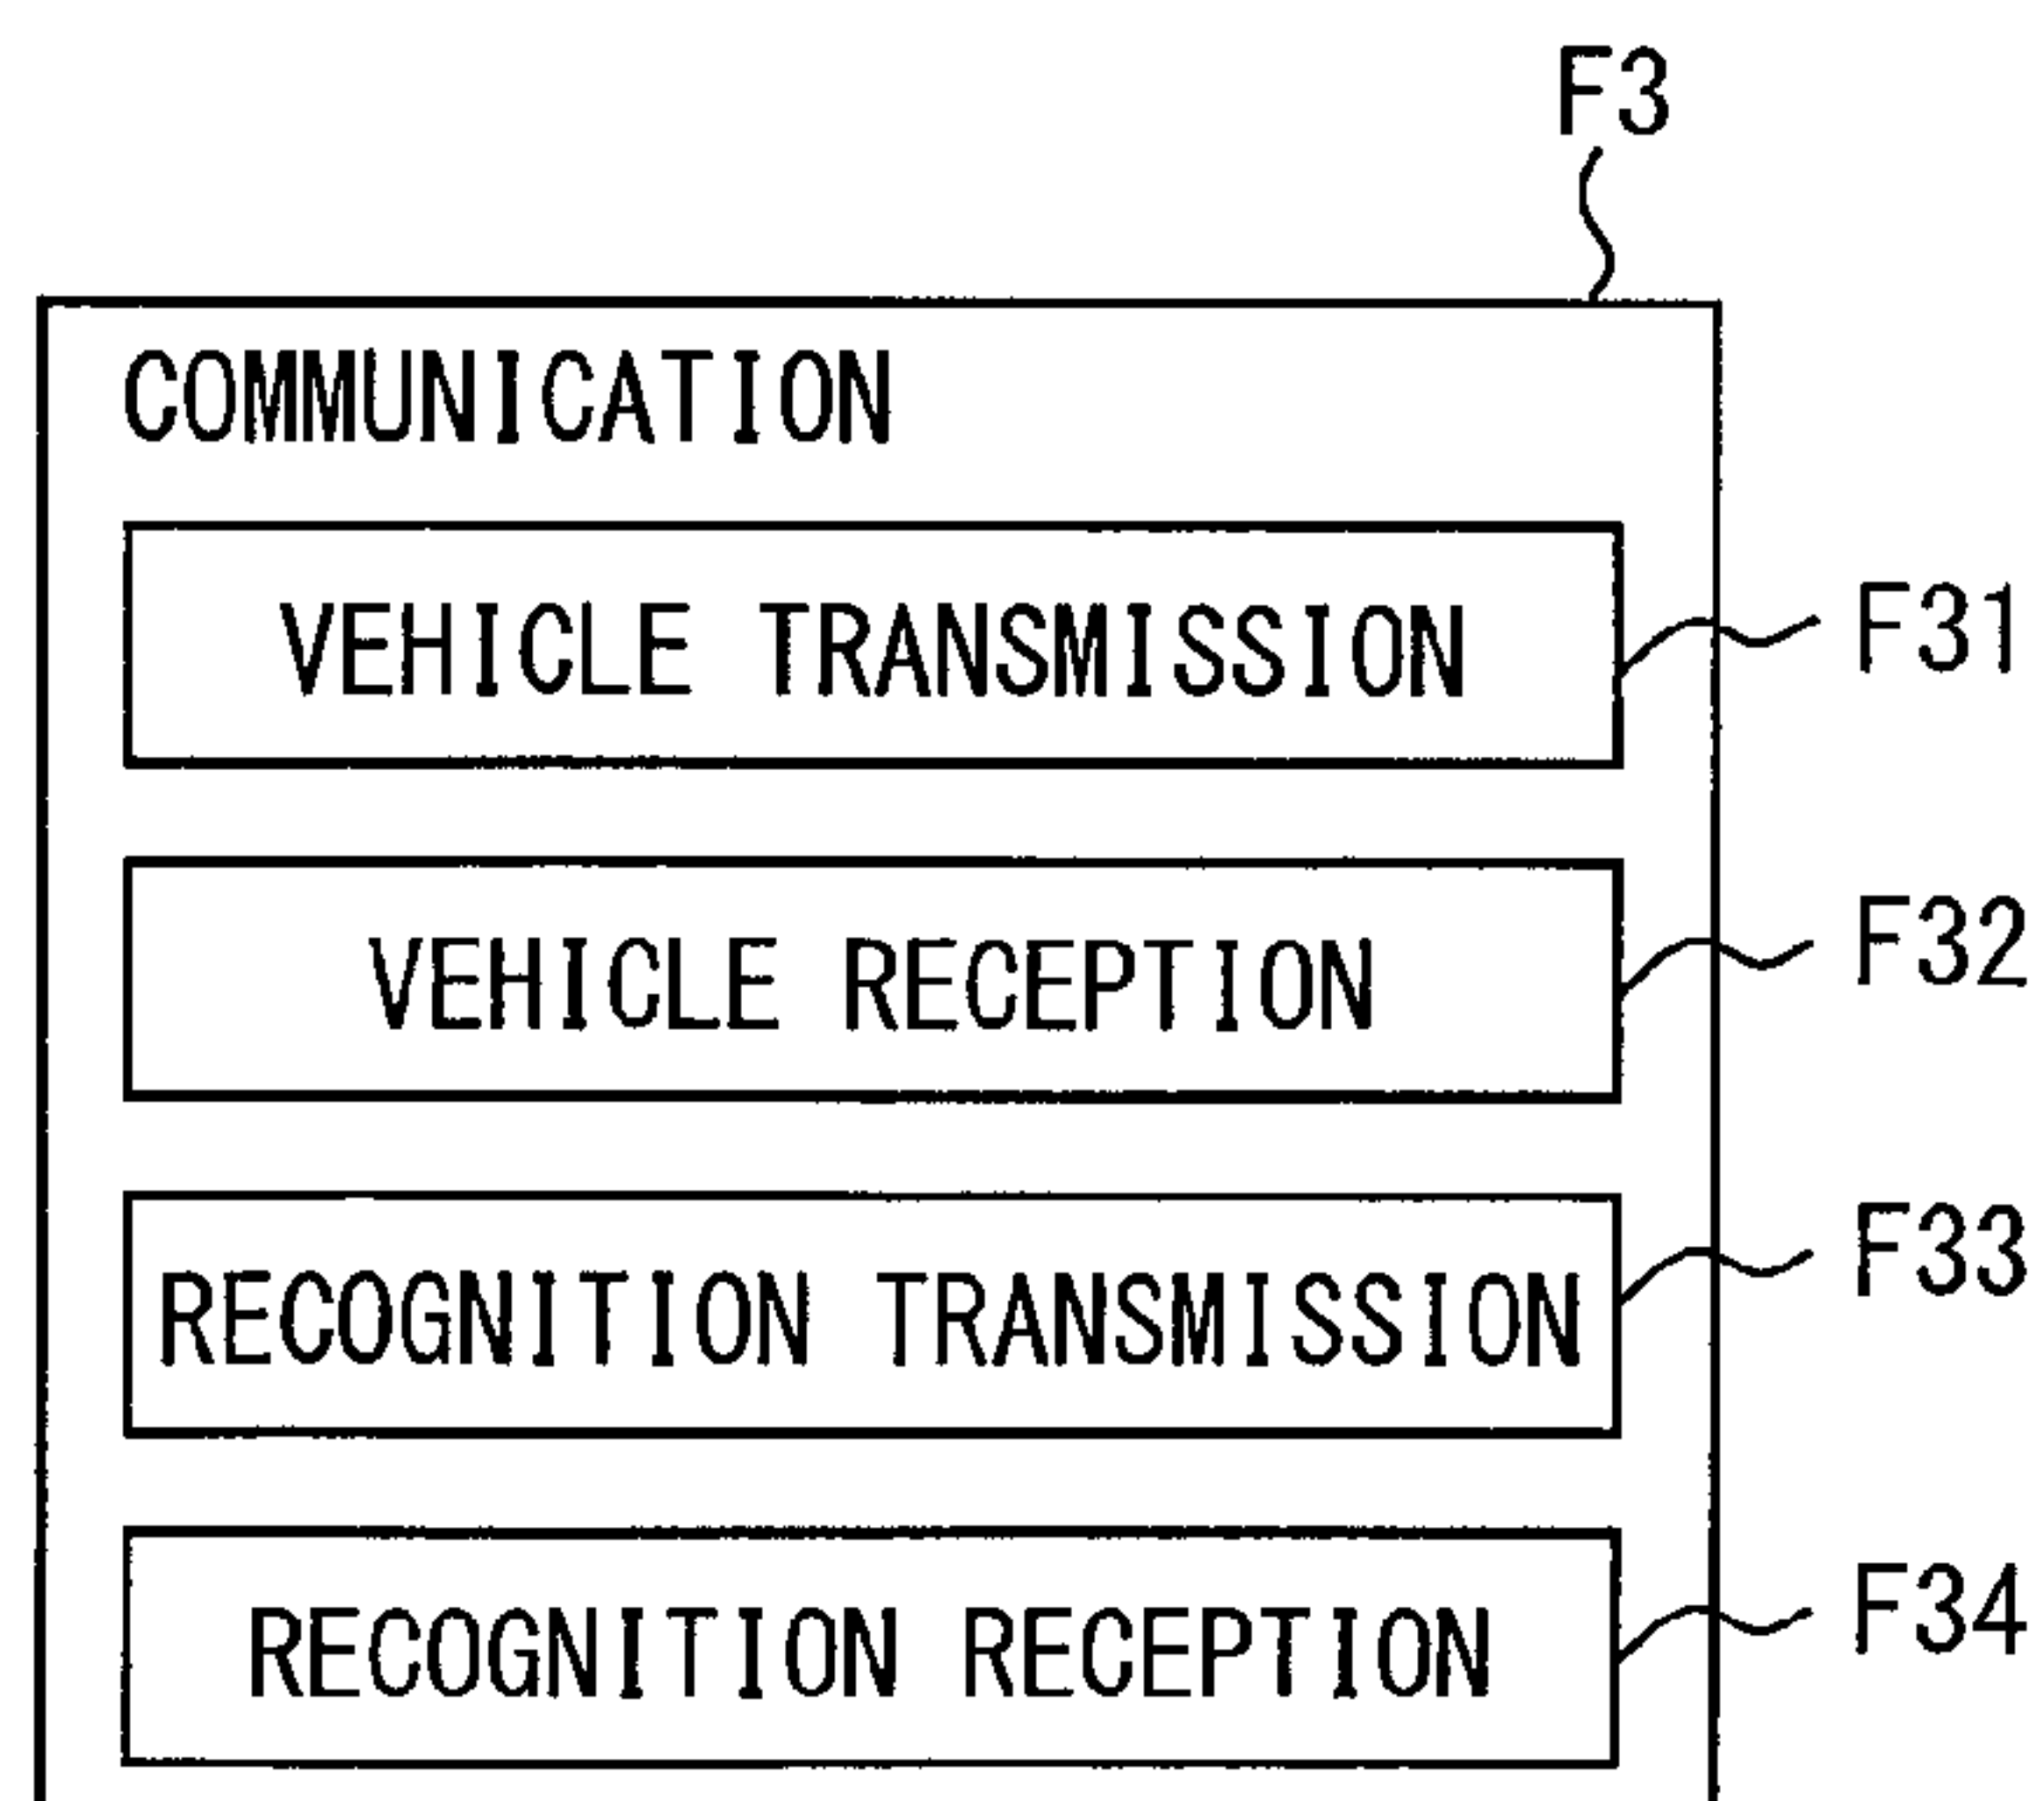 F3
COMMUNICATION
VEHICLE TRANSMISSION F31
VEHICLE RECEPTION F32
RECOGNITION TRANSMISSION F33
RECOGNITION RECEPTION F34